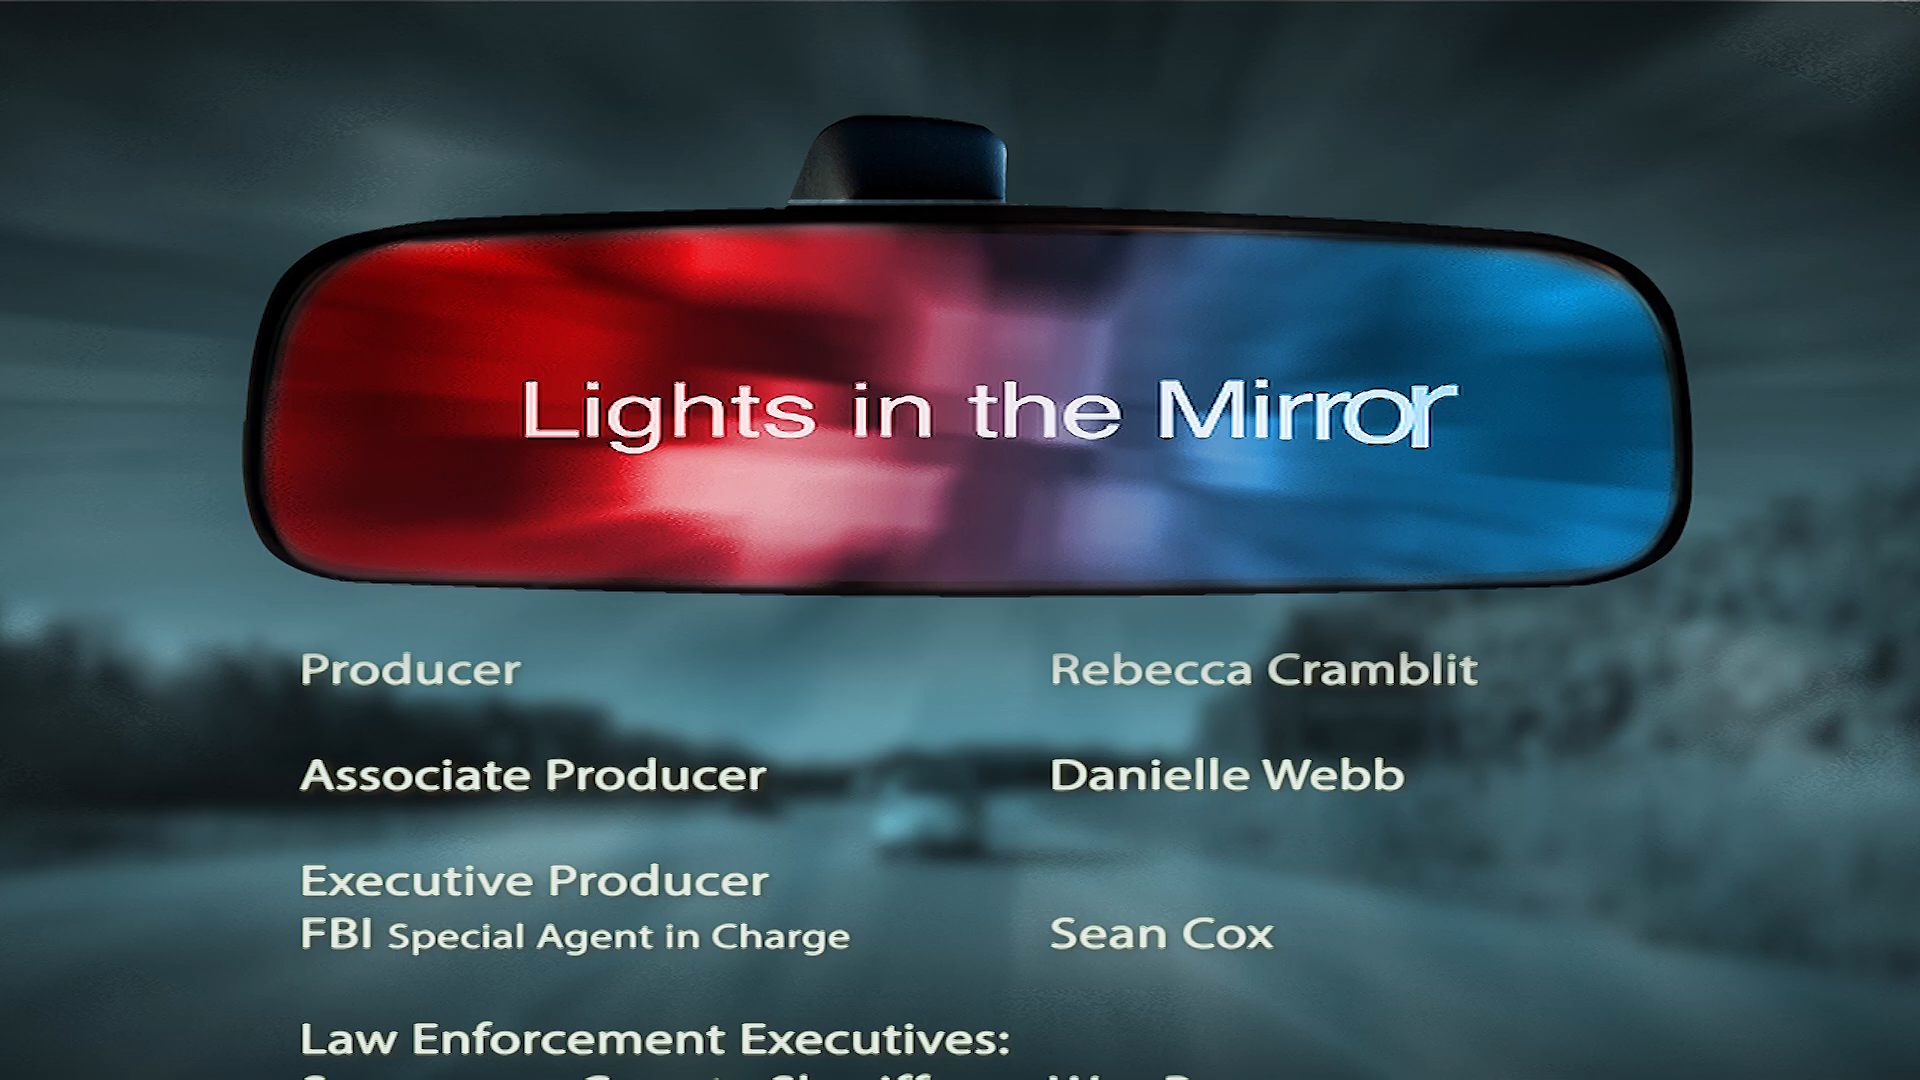 Lights in the Mirror
Producer Rebecca Cramblit
Associate Producer Danielle Webb
Executive Producer
FBI Special Agent in Charge Sean Cox
Law Enforcement Executives: